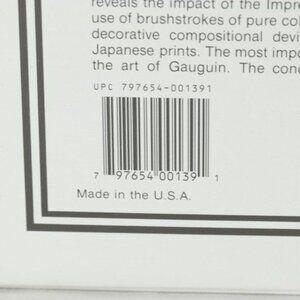 reveals the impact of the Impre
use of brushstrokes of pure col
decorative compositional devi
Japanese prints. The most impo
the art of Gauguin. The conc
UPC 797654-001391
7 97654 00139 1
Made in the U.S.A.